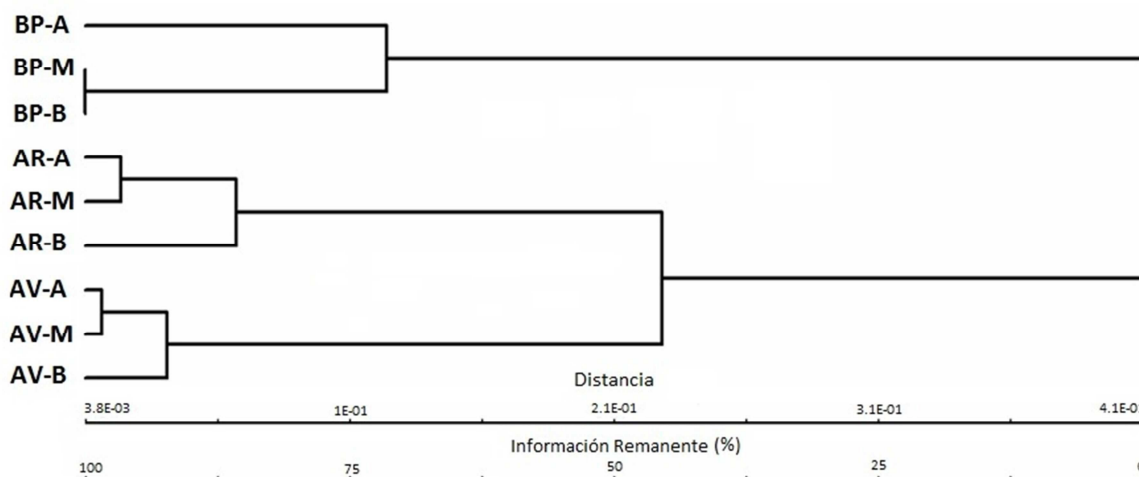 BP-A
BP-M
BP-B
AR-A
AR-M
AR-B
AV-A
AV-M
AV-B
Distancia
3.8E-03 1E-01 2.1E-01 3.1E-01
Información Remanente (%)
100 75 50 25